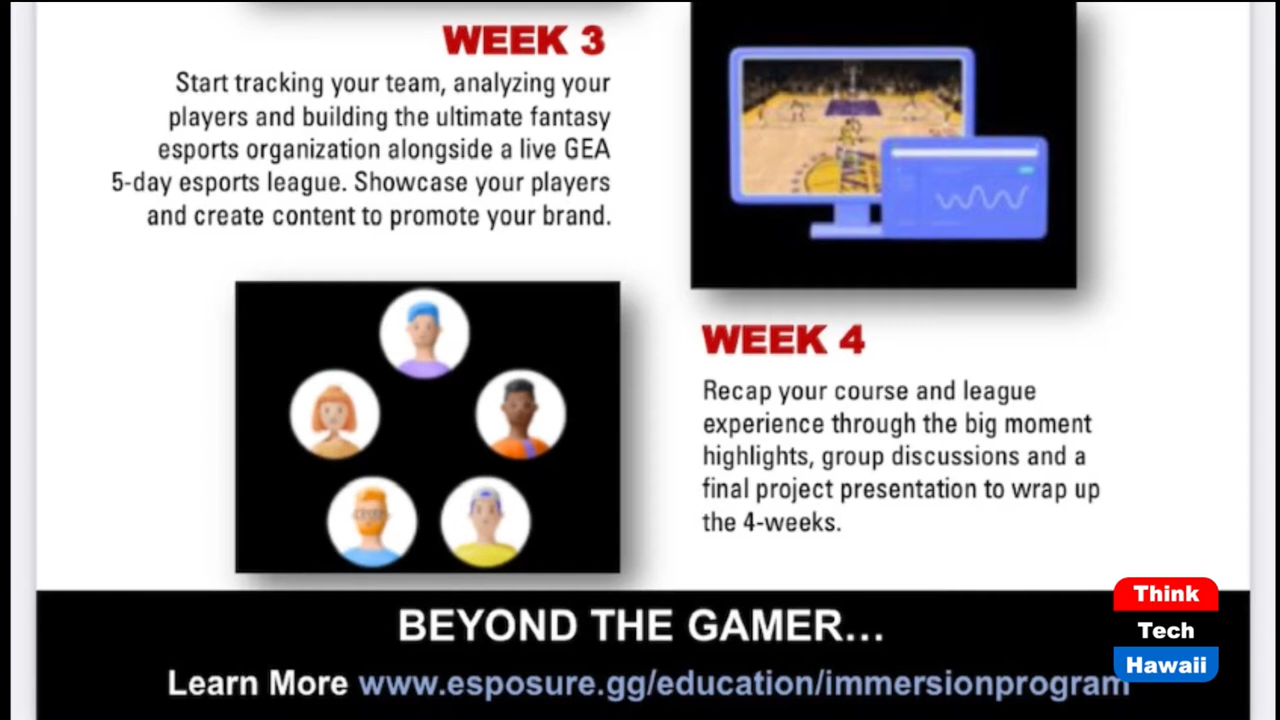 WEEK 3
Start tracking your team, analyzing your
players and building the ultimate fantasy
esports organization alongside a live GEA
5-day esports league. Showcase your players
and create content to promote your brand.
WEEK 4
Recap your course and league
experience through the big moment
highlights, group discussions and a
final project presentation to wrap up
the 4-weeks.
BEYOND THE GAMER...
Learn More www.esposure.gg/education/immersionprogram
Think
Tech
Hawaii